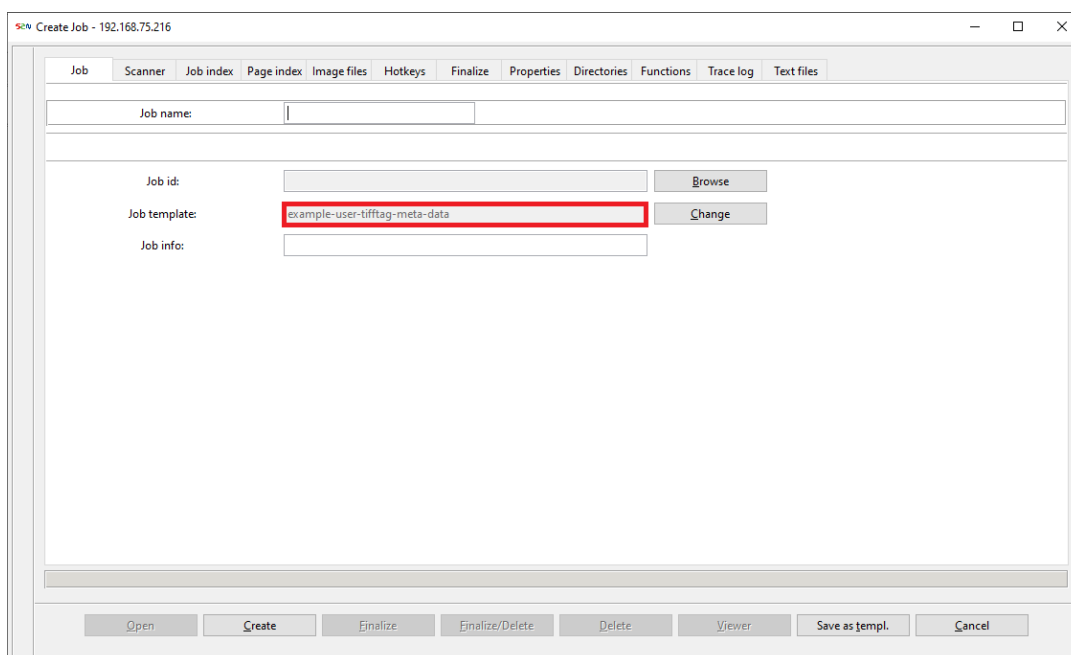 Create Job - 192.168.75.216
Job Scanner Job index Page index Image files Hotkeys Finalize Properties Directories Functions Trace log Text files
Job name:
Job id: Browse
Job template: example-user-tifftag-meta-data Change
Job info:
Open Create Finalize Finalize/Delete Delete Viewer Save as templ. Cancel